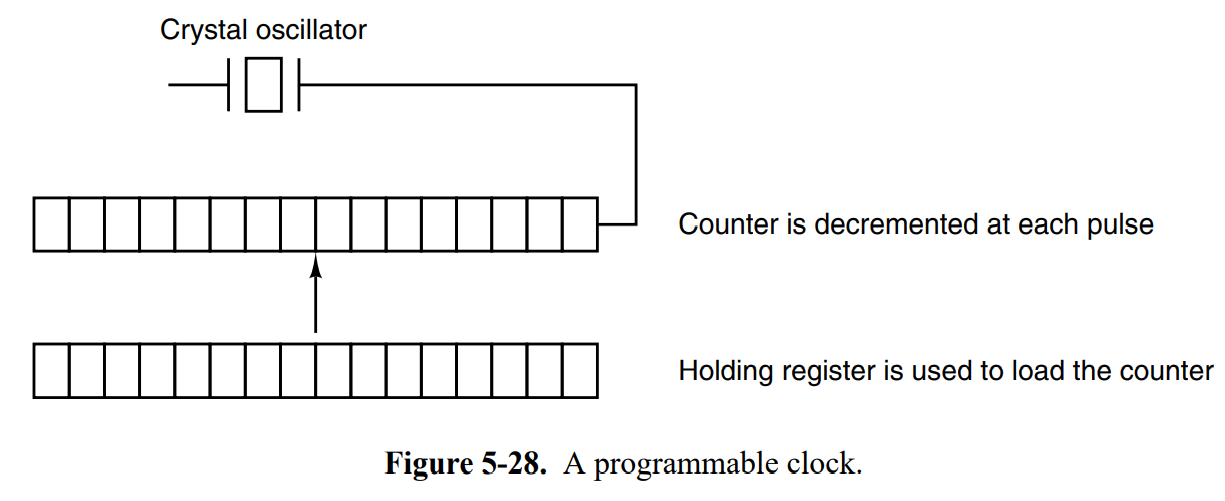 Crystal oscillator
Counter is decremented at each pulse
Holding register is used to load the counter
Figure 5-28. A programmable clock.